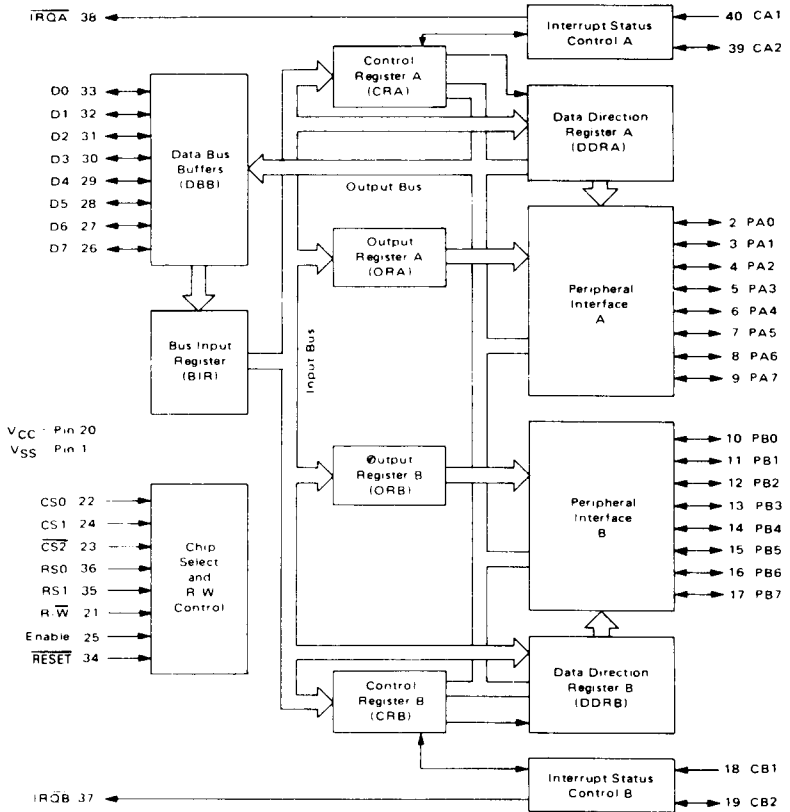 IRQA 38
40 CA1
39 CA2
Interrupt Status
Control A
Control
Register A
(CRA)
D0 33
D1 32
D2 31
D3 30
D4 29
D5 28
D6 27
D7 26
Data Bus
Buffers
(DBB)
Data Direction
Register A
(DDRA)
Output Bus
Output
Register A
(ORA)
Peripheral
Interface
A
2 PA0
3 PA1
4 PA2
5 PA3
6 PA4
7 PA5
8 PA6
9 PA7
Bus Input
Register
(BIR)
Input Bus
VCC - Pin 20
VSS Pin 1
Output
Register B
(ORB)
Peripheral
Interface
B
10 PB0
11 PB1
12 PB2
13 PB3
14 PB4
15 PB5
16 PB6
17 PB7
CS0 22
CS1 24
CS2 23
RS0 36
RS1 35
R-W 21
Enable 25
RESET 34
Chip
Select
and
R W
Control
Control
Register B
(CRB)
Data Direction
Register B
(DDRB)
18 CB1
19 CB2
Interrupt Status
Control B
IRQB 37